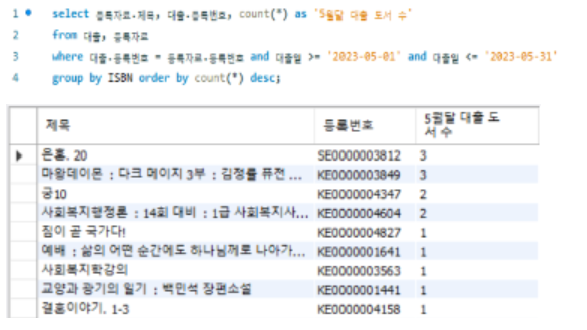 1 select 등록자료.제목, 대출.등록번호, count(*) as '5월달 대출 도서 수'
2 from 대출, 등록자료
3 where 대출.등록번호 = 등록자료.등록번호 and 대출일 >= '2023-05-01' and 대출일 <= '2023-05-31'
4 group by ISBN order by count(*) desc;
제목 등록번호 5월달 대출 도서 수
은혼. 20 SE0000003812 3
마왕데이몬 : 다크 메이지 3부 : 김정률 퓨전 ... KE0000003849 3
궁10 KE0000004347 2
사회복지행정론 : 14회 대비 : 1급 사회복지사... KE0000004604 2
짐이 곧 국가다! KE0000004827 1
예배 : 삶의 어떤 순간에도 하나님께로 나아가... KE0000001641 1
사회복지학강의 KE0000003563 1
교양과 광기의 일기 : 백민석 장편소설 KE0000001441 1
결혼이야기. 1-3 KE0000004158 1